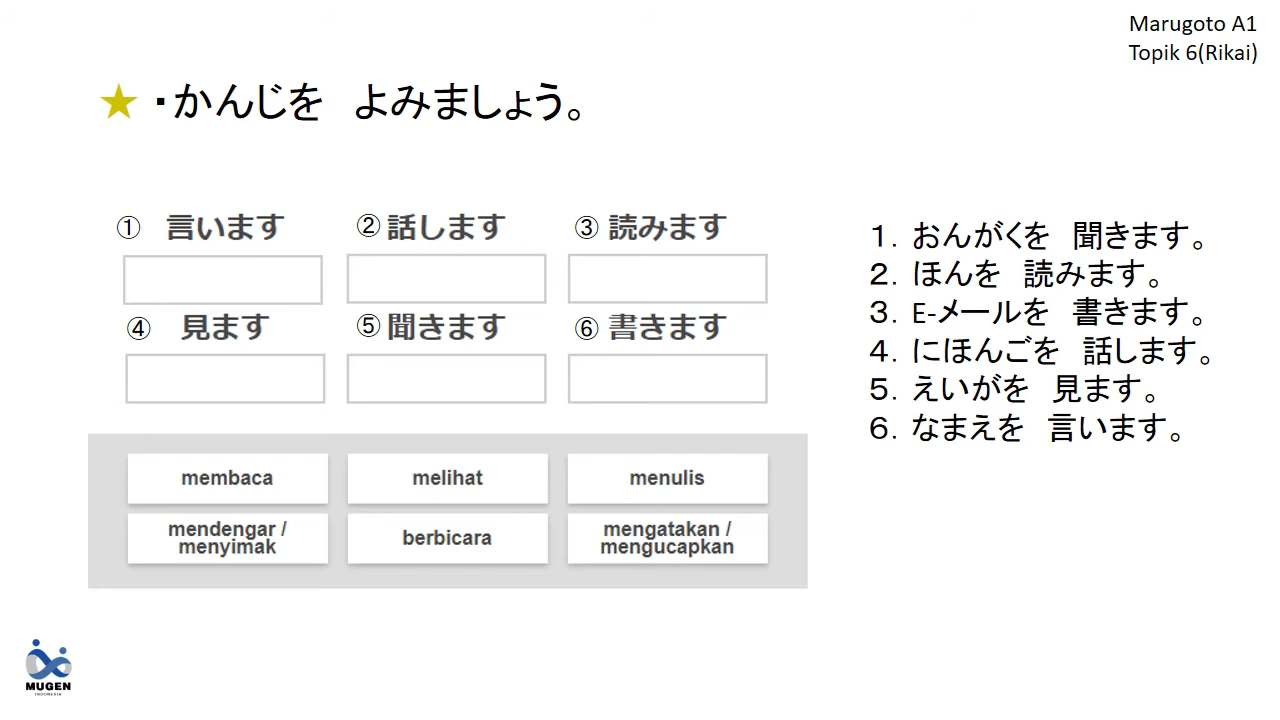 Marugoto A1
Topik 6(Rikai)
★・かんじを　よみましょう。
①　言います
②話します
③読みます
④　見ます
⑤聞きます
⑥書きます
membaca
melihat
menulis
mendengar /
menyimak
berbicara
mengatakan /
mengucapkan
１．おんがくを　聞きます。
２．ほんを　読みます。
３．E-メールを　書きます。
４．にほんごを　話します。
５．えいがを　見ます。
６．なまえを　言います。
MUGEN
INDONESIA